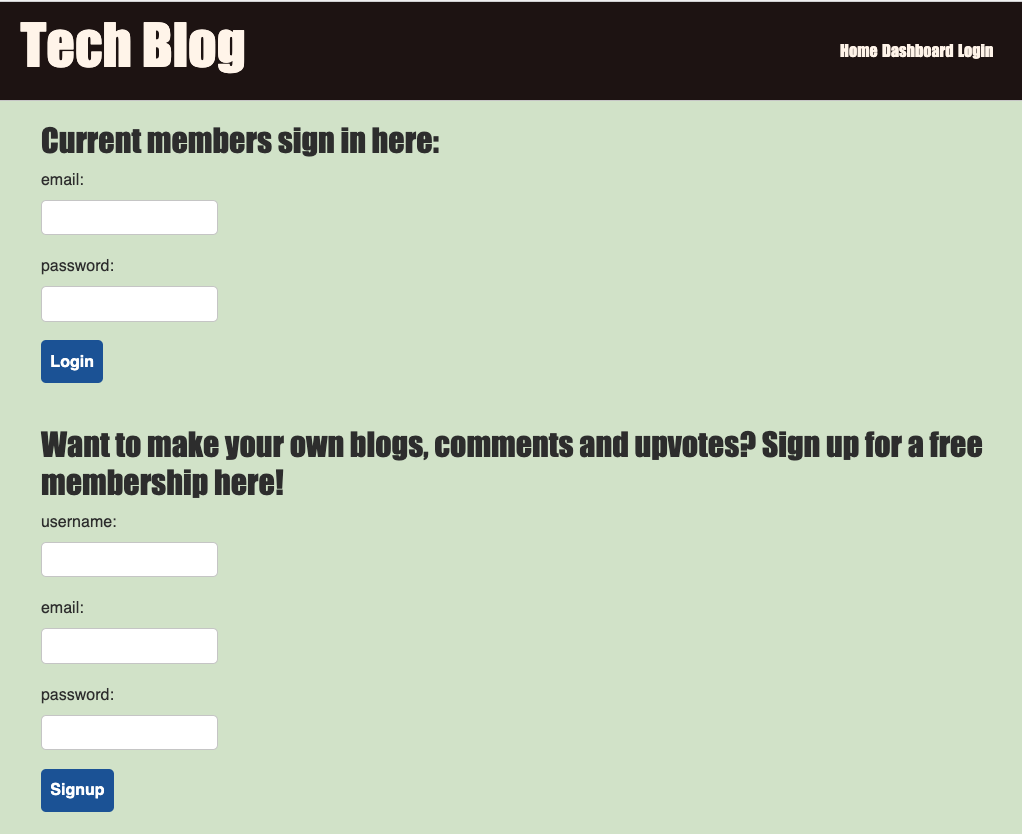 Tech Blog
Home Dashboard Login
Current members sign in here:
email:
password:
Login
Want to make your own blogs, comments and upvotes? Sign up for a free
membership here!
username:
email:
password:
Signup